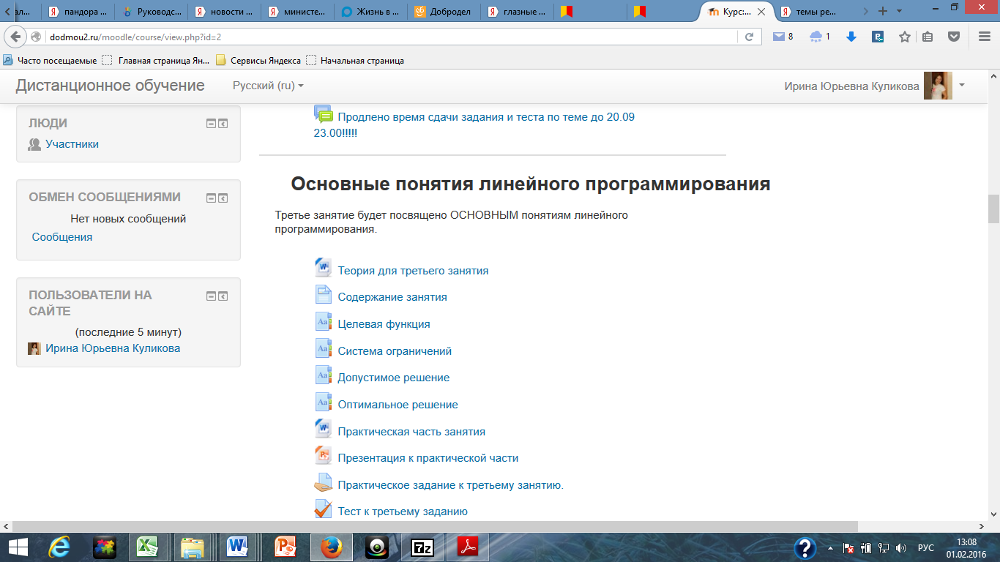 ал...
пандора ...
Руководс...
новости ...
министе...
Жизнь в ...
Добродел
глазные ...
Курс:...
темы ре...
dodmou2.ru/moodle/course/view.php?id=2
8
1
Часто посещаемые
Главная страница Ян...
Сервисы Яндекса
Начальная страница
Дистанционное обучение
Русский (ru)
Ирина Юрьевна Куликова
ЛЮДИ
Участники
ОБМЕН СООБЩЕНИЯМИ
Нет новых сообщений
Сообщения
ПОЛЬЗОВАТЕЛИ НА
САЙТЕ
(последние 5 минут)
Ирина Юрьевна Куликова
Продлено время сдачи задания и теста по теме до 20.09
23.00!!!!!
Основные понятия линейного программирования
Третье занятие будет посвящено ОСНОВНЫМ понятиям линейного
программирования.
Теория для третьего занятия
Содержание занятия
Целевая функция
Система ограничений
Допустимое решение
Оптимальное решение
Практическая часть занятия
Презентация к практической части
Практическое задание к третьему занятию.
Тест к третьему заданию
РУС
13:08
01.02.2016